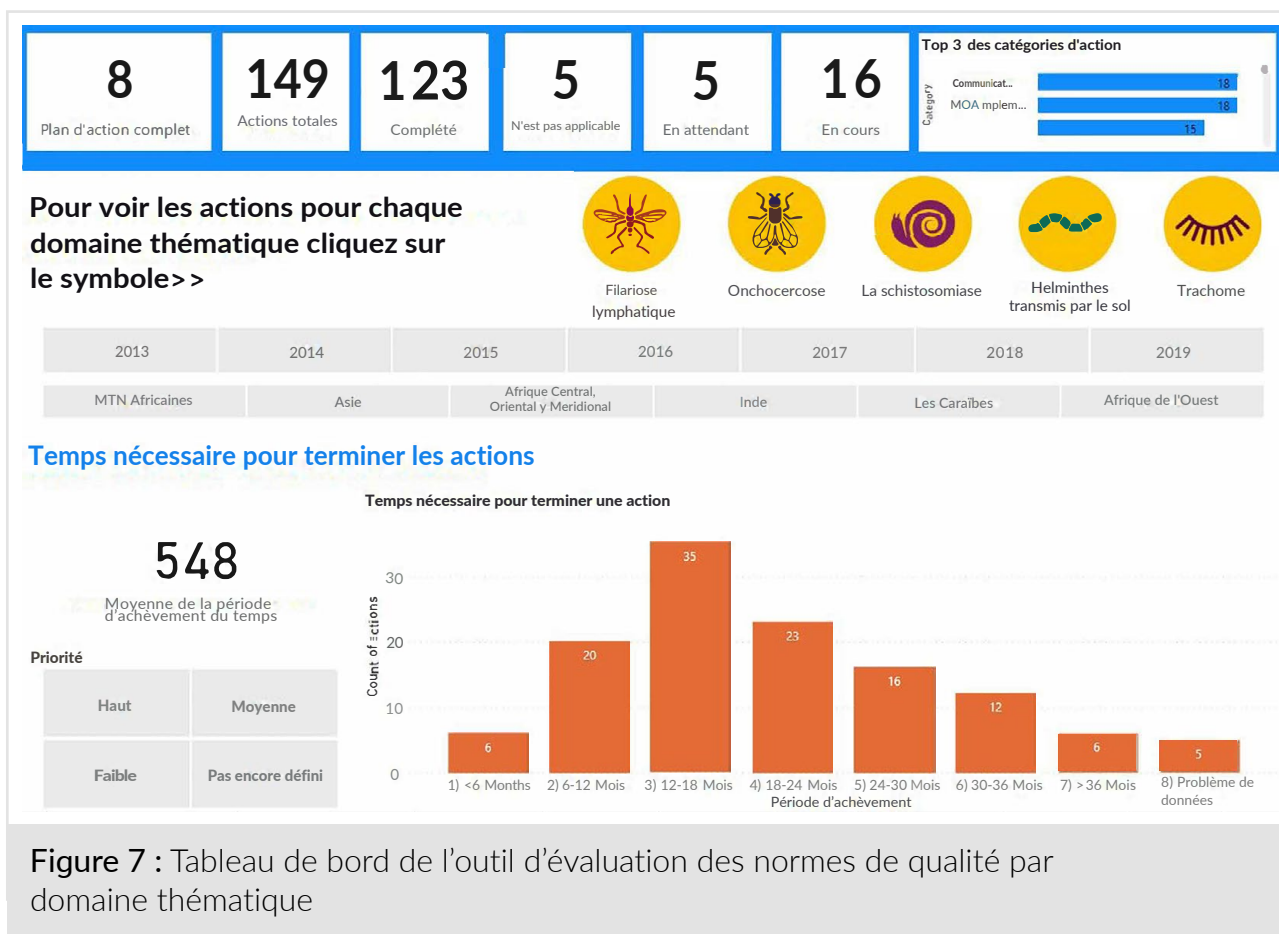 8
Plan d'action complet
149
Actions totales
123
Complété
5
N'est pas applicable
5
En attendant
16
En cours
Top 3 des catégories d'action
Category
Communicat...
18
MOA mplem...
18
15
Pour voir les actions pour chaque
domaine thématique cliquez sur
le symbole>>
Filariose
lymphatique
Onchocercose
La schistosomiase
Helminthes
transmis par le sol
Trachome
2013
2014
2015
2016
2017
2018
2019
MTN Africaines
Asie
Afrique Central,
Oriental y Meridional
Inde
Les Caraïbes
Afrique de l'Ouest
Temps nécessaire pour terminer les actions
548
Moyenne de la période
d'achèvement du temps
Priorité
Haut
Moyenne
Faible
Pas encore défini
Temps nécessaire pour terminer une action
Count of Ections
30
20
10
0
6
20
35
23
16
12
6
5
1) <6 Months
2) 6-12 Mois
3) 12-18 Mois
4) 18-24 Mois
5) 24-30 Mois
6) 30-36 Mois
7) >36 Mois
8) Problème de
données
Période d'achèvement
Figure 7 : Tableau de bord de l'outil d'évaluation des normes de qualité par
domaine thématique